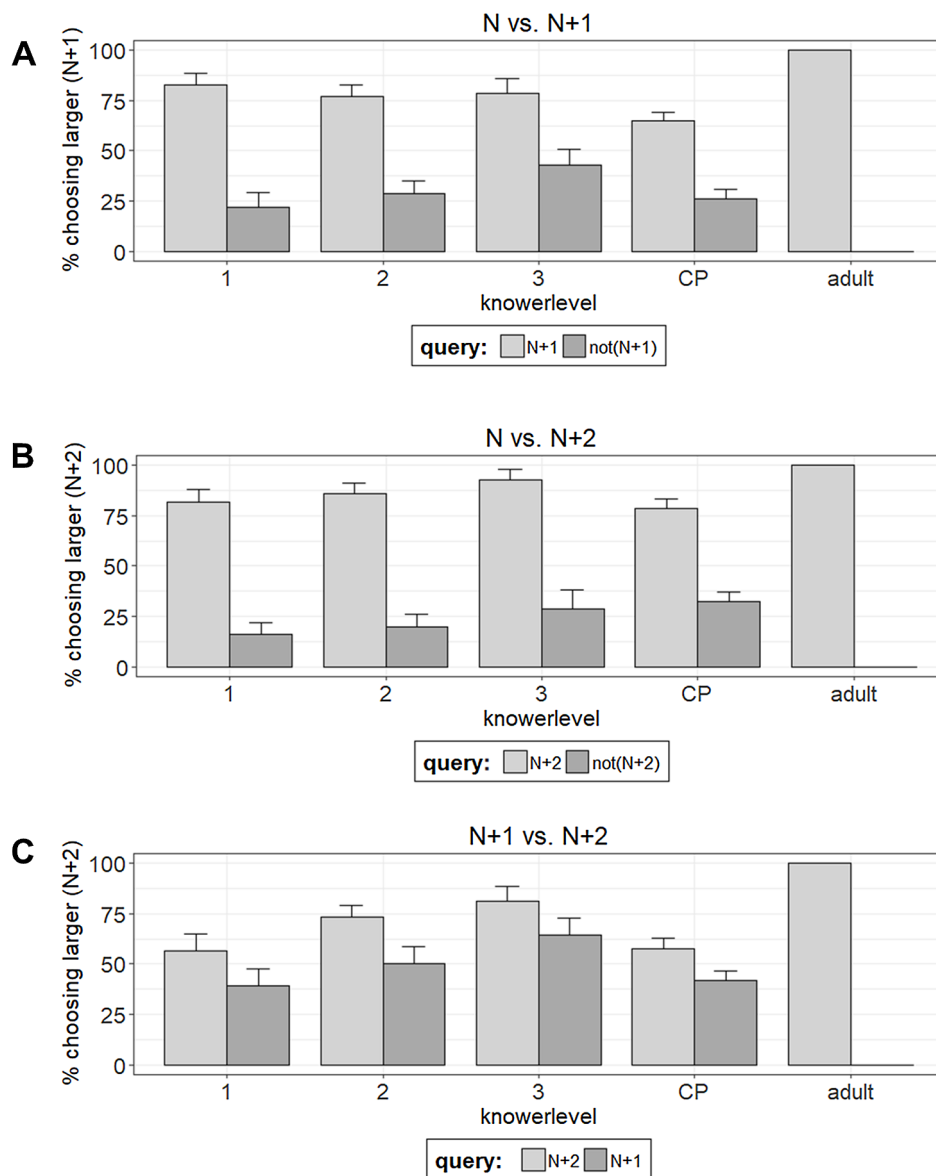 A
N vs. N+1
% choosing larger (N+1)
100
75
50
25
0
1 2 3 CP adult
knowerlevel
query: N+1 not(N+1)
B
N vs. N+2
% choosing larger (N+2)
100
75
50
25
0
1 2 3 CP adult
knowerlevel
query: N+2 not(N+2)
C
N+1 vs. N+2
% choosing larger (N+2)
100
75
50
25
0
1 2 3 CP adult
knowerlevel
query: N+2 N+1